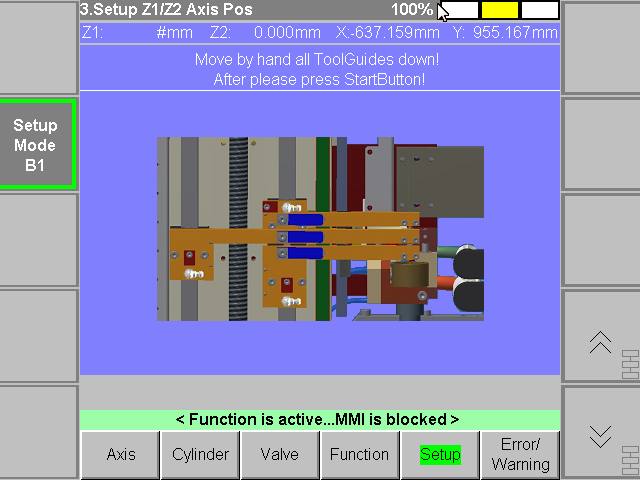 3.Setup Z1/Z2 Axis Pos 100%
Z1: #mm Z2: 0.000mm X:-637.159mm Y: 955.167mm
Move by hand all ToolGuides down!
After please press StartButton!
Setup
Mode
B1
< Function is active...MMI is blocked >
Axis Cylinder Valve Function Setup Error/
Warning